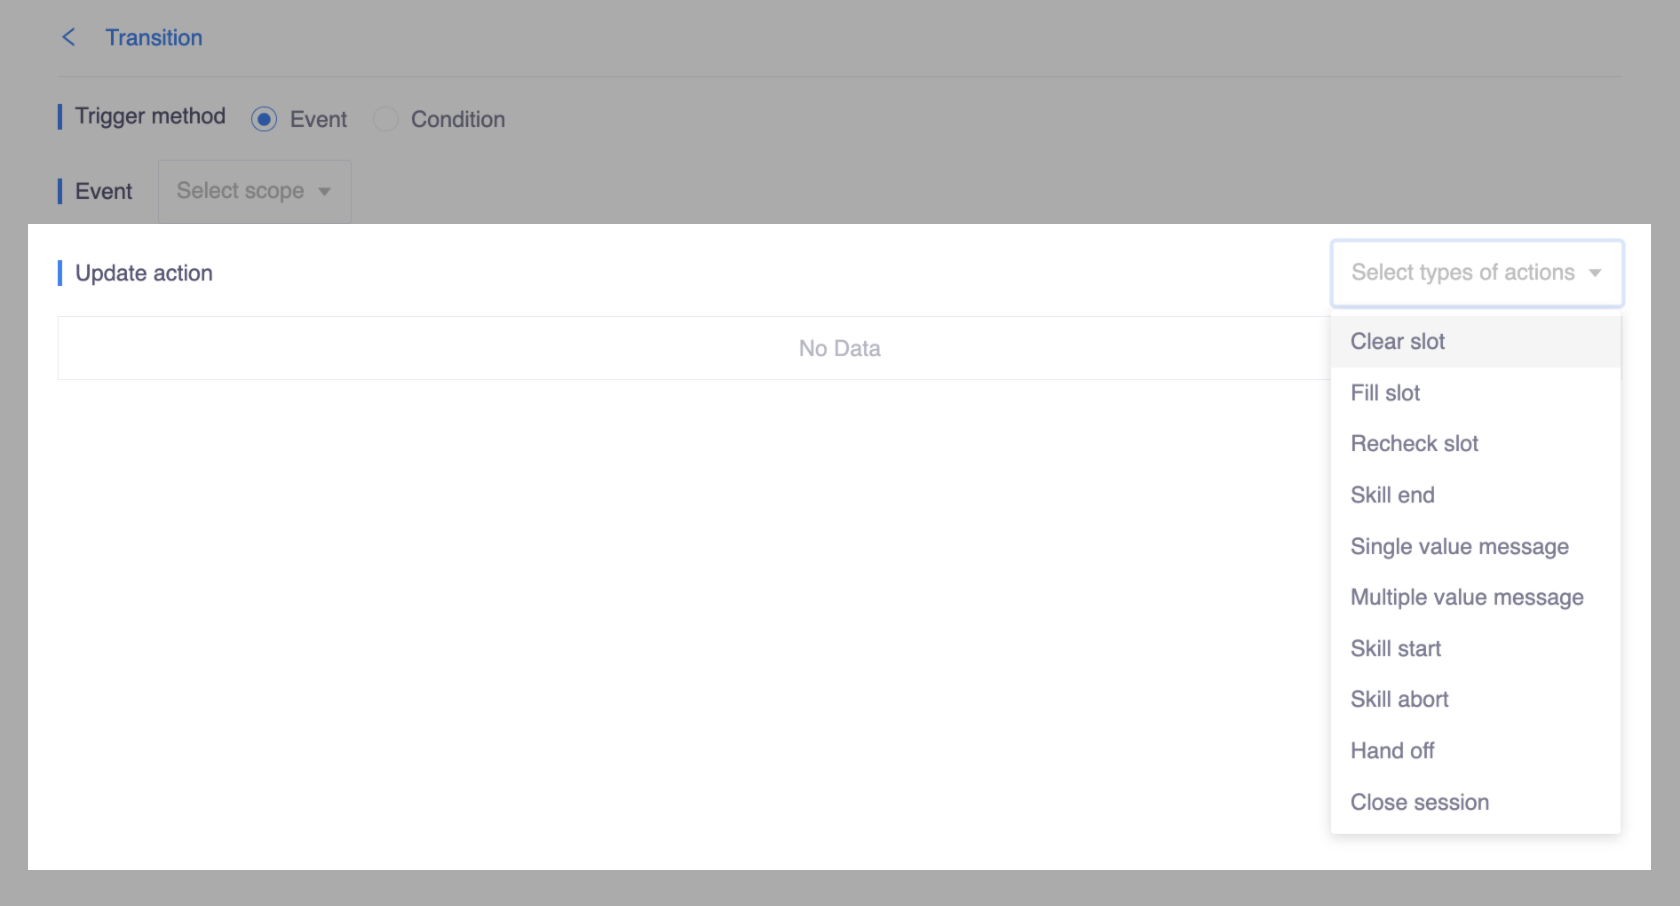 Transition
Trigger method Event Condition
Event Select scope
Update action Select types of actions
No Data
Clear slot
Fill slot
Recheck slot
Skill end
Single value message
Multiple value message
Skill start
Skill abort
Hand off
Close session